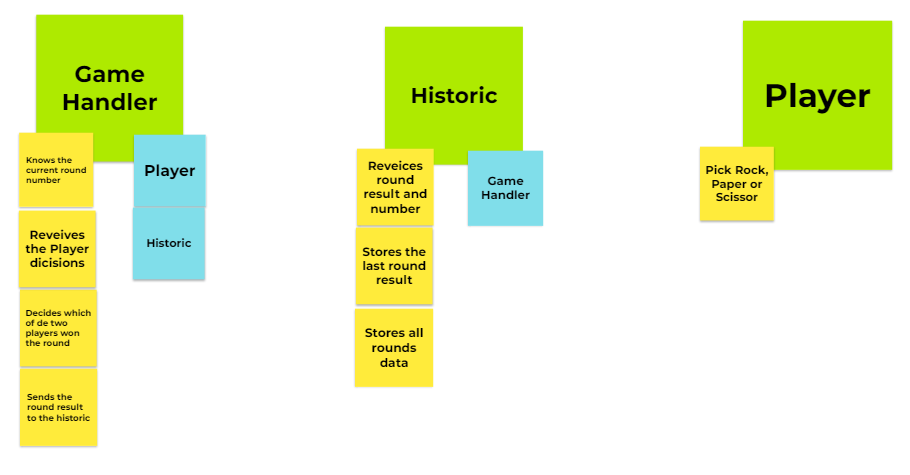 Game
Handler
Knows the
current round
number
Player
Reveives
the Player
dicisions
Historic
Decides which
of de two
players won
the round
Sends the
round result
to the historic
Historic
Reveices
round
result and
number
Game
Handler
Stores the
last round
result
Stores all
rounds
data
Player
Pick Rock,
Paper or
Scissor